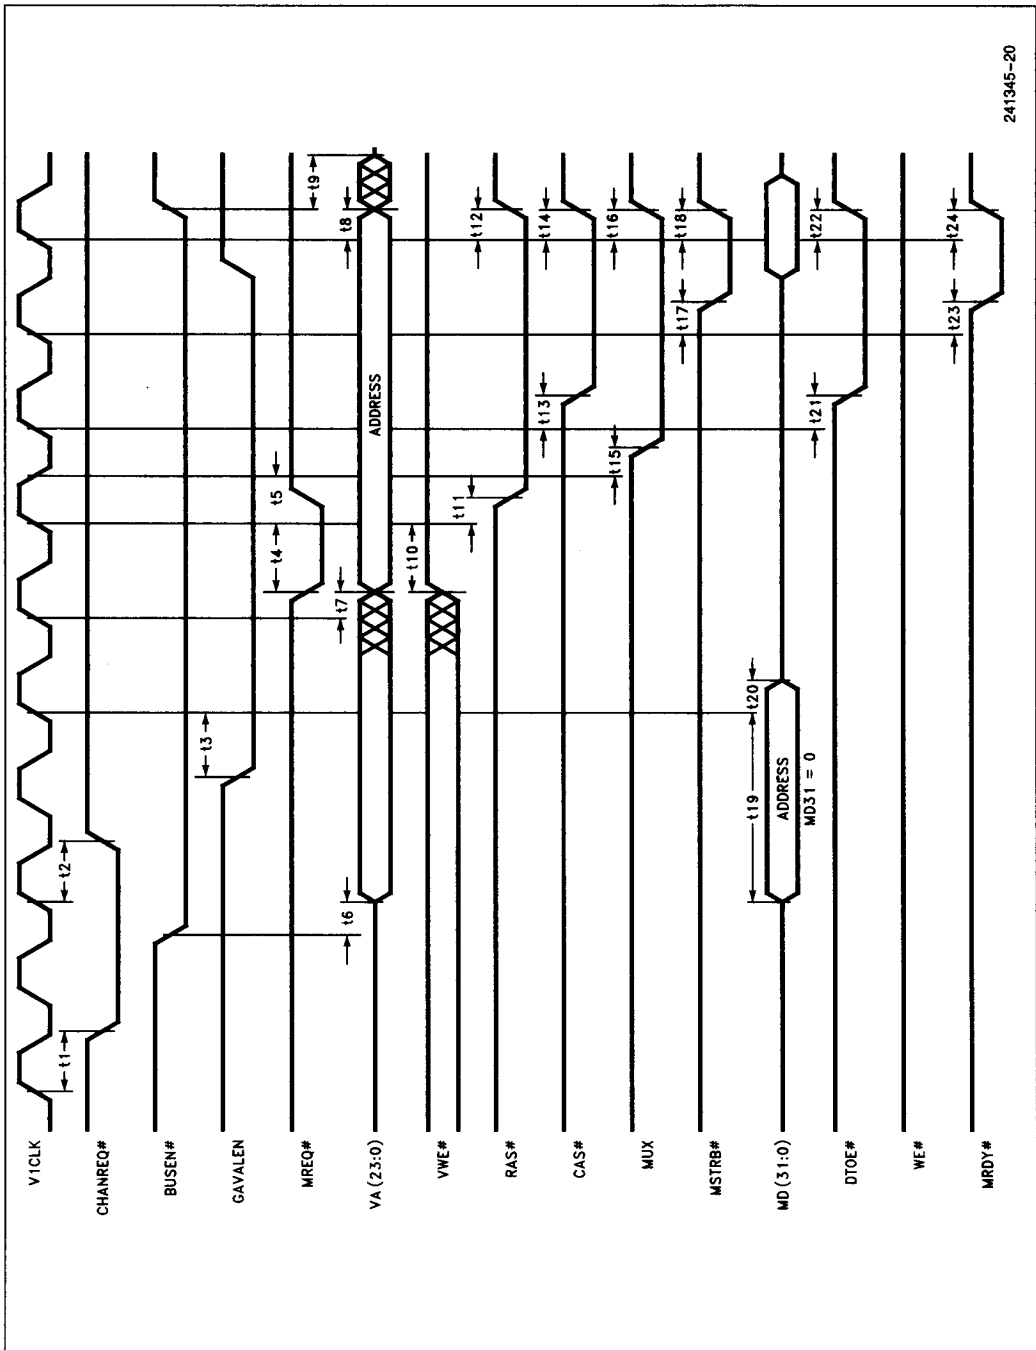 V1CLK
t1
t2
CHANREQ#
BUSEN#
GAVALEN
t3
MREQ#
t4
t5
VA(23:0)
t6
t7
ADDRESS
t8
t9
VWE#
t10
RAS#
t11
t12
CAS#
t13
t14
MUX
t15
t16
MSTRB#
t17
t18
MD(31:0)
t19
t20
ADDRESS
MD31 = 0
DTOE#
t21
t22
WE#
MRDY#
t23
t24
241345-20